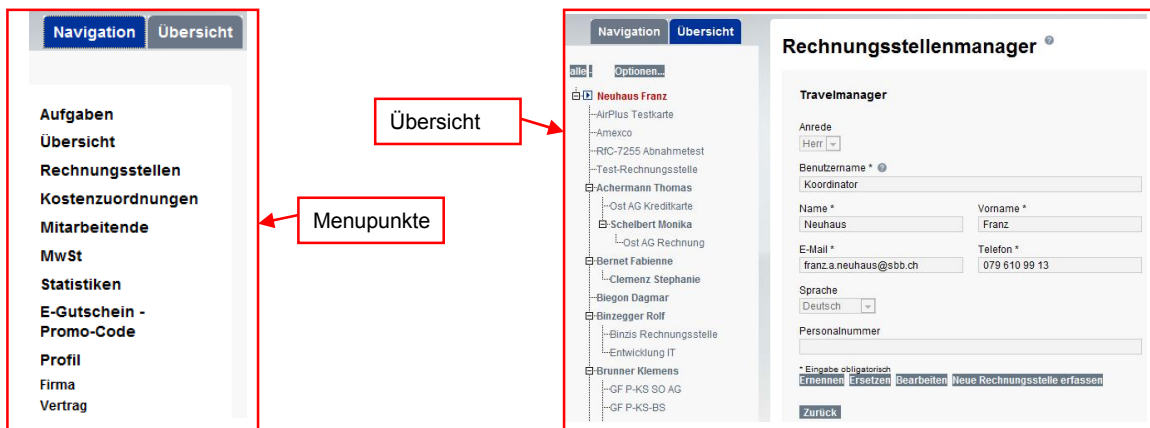 Navigation Übersicht
Aufgaben
Übersicht
Rechnungsstellen
Kostenzuordnungen
Mitarbeitende
MwSt
Statistiken
E-Gutschein -
Promo-Code
Profil
Firma
Vertrag
Menupunkte
Übersicht
Navigation Übersicht
alle - Optionen...
Neuhaus Franz
AirPlus Testkarte
Amexco
RfC-7255 Abnahmetest
Test-Rechnungsstelle
Achermann Thomas
Ost AG Kreditkarte
Schelbert Monika
Ost AG Rechnung
Bernet Fabienne
Clemenz Stephanie
Biegon Dagmar
Binzegger Rolf
Binzis Rechnungsstelle
Entwicklung IT
Brunner Klemens
GF P-KS SO AG
GF P-KS-BS
Rechnungsstellenmanager
Travelmanager
Anrede
Herr
Benutzername *
Koordinator
Name * Vorname *
Neuhaus Franz
E-Mail * Telefon *
franz.a.neuhaus@sbb.ch 079 610 99 13
Sprache
Deutsch
Personalnummer
* Eingabe obligatorisch
Ernennen Ersetzen Bearbeiten Neue Rechnungsstelle erfassen
Zurück